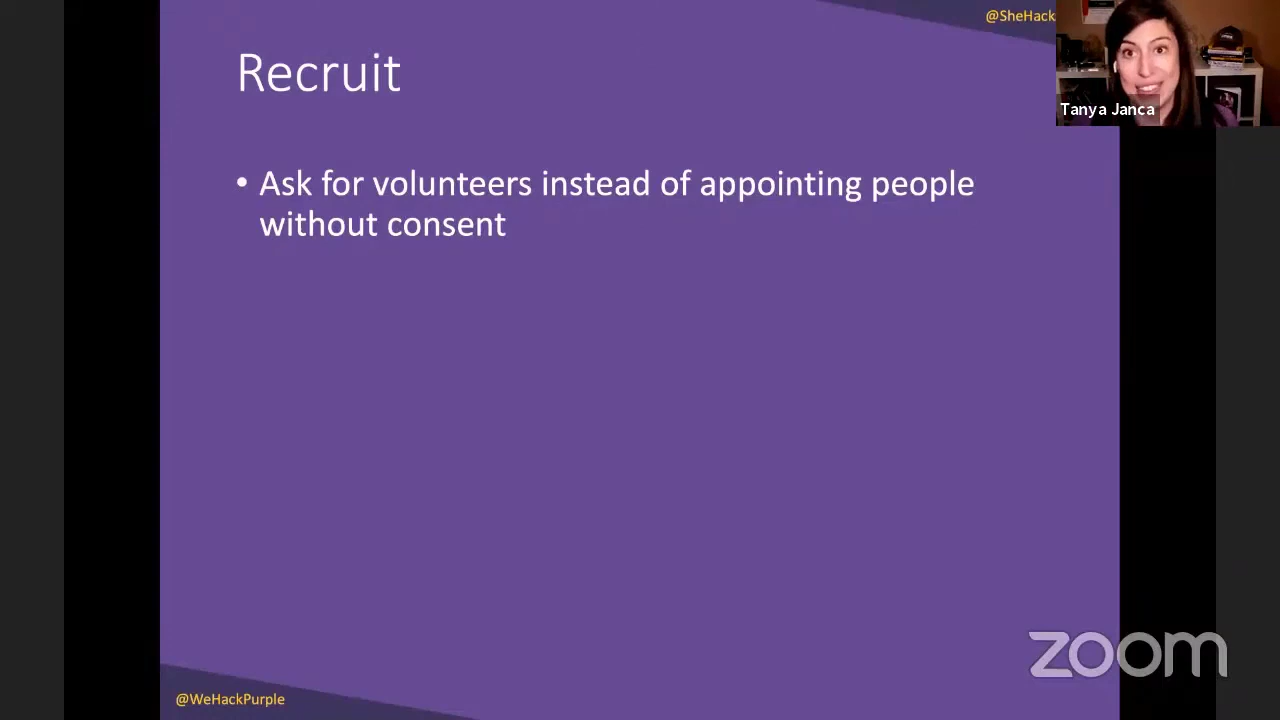 @SheHack
Recruit
Tanya Janca
• Ask for volunteers instead of appointing people
without consent
zoom
@WeHackPurple